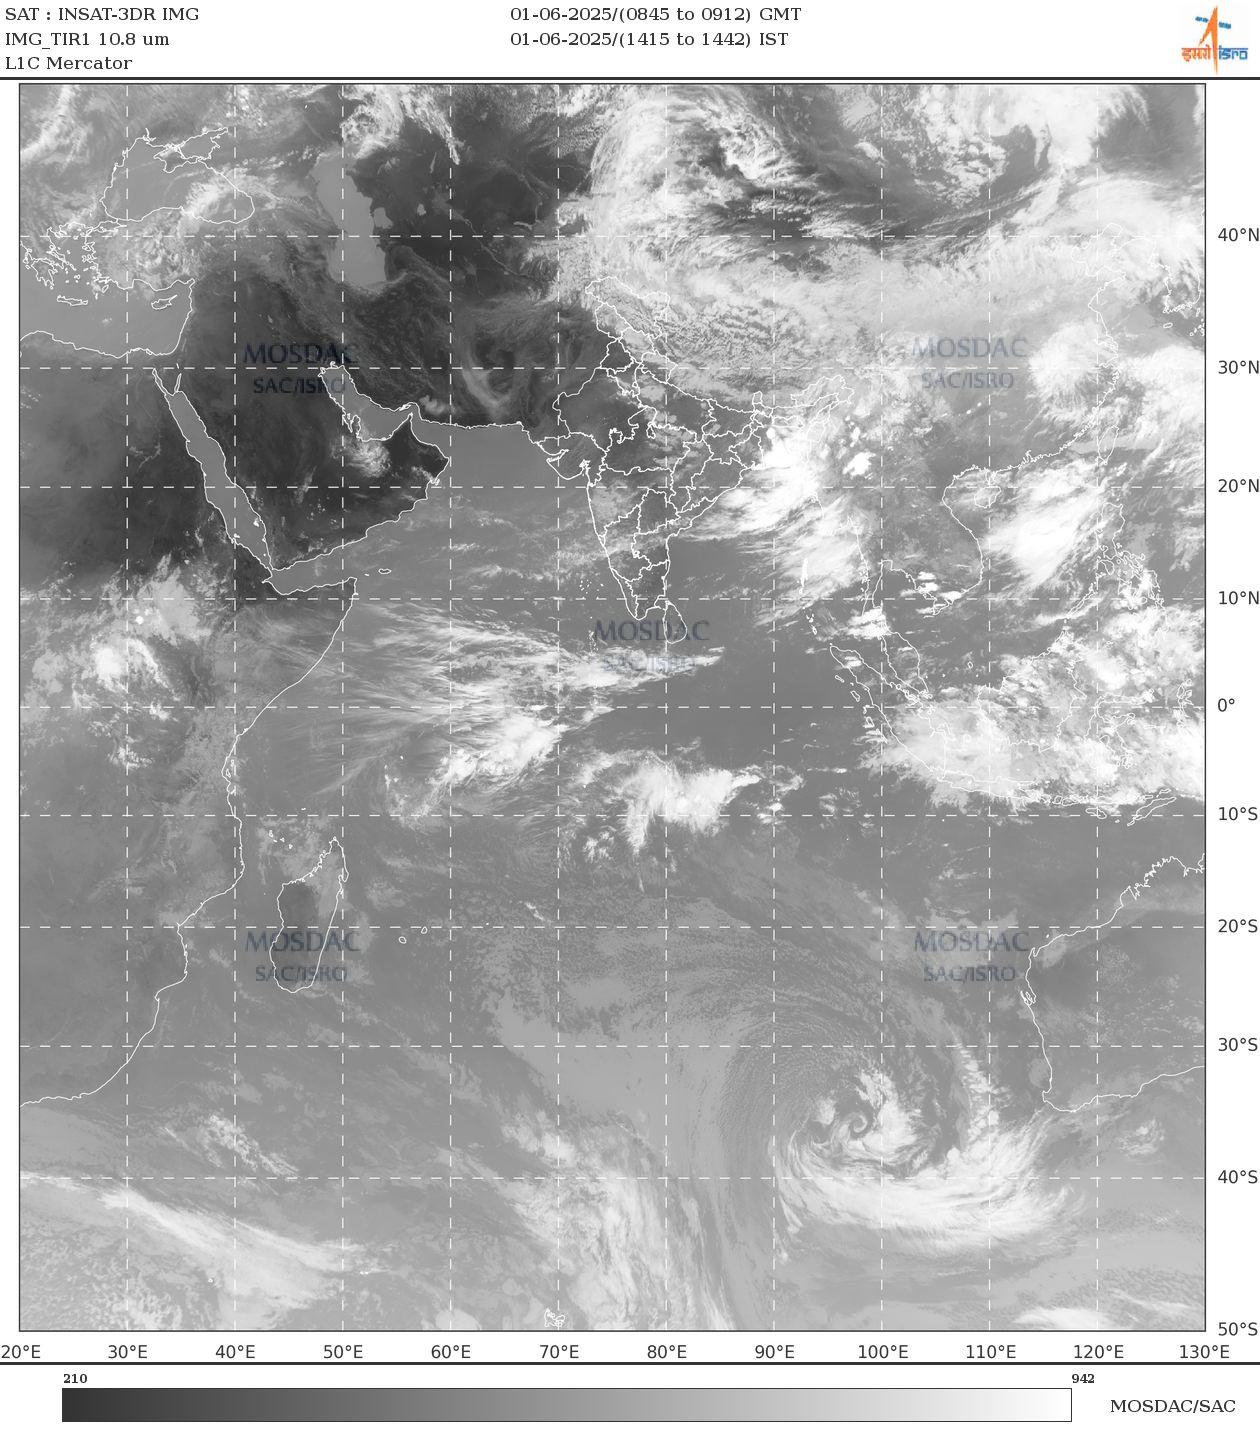 SAT : INSAT-3DR IMG
01-06-2025/(0845 to 0912) GMT
IMG_TIR1 10.8 um
01-06-2025/(1415 to 1442) IST
L1C Mercator
इसरो isro
40°N
MOSDAC
SAC/ISRO
MOSDAC
SAC/ISRO
30°N
20°N
10°N
MOSDAC
SAC/ISRO
0°
10°S
20°S
MOSDAC
SAC/ISRO
MOSDAC
SAC/ISRO
30°S
40°S
50°S
20°E 30°E 40°E 50°E 60°E 70°E 80°E 90°E 100°E 110°E 120°E 130°E
210
942
MOSDAC/SAC